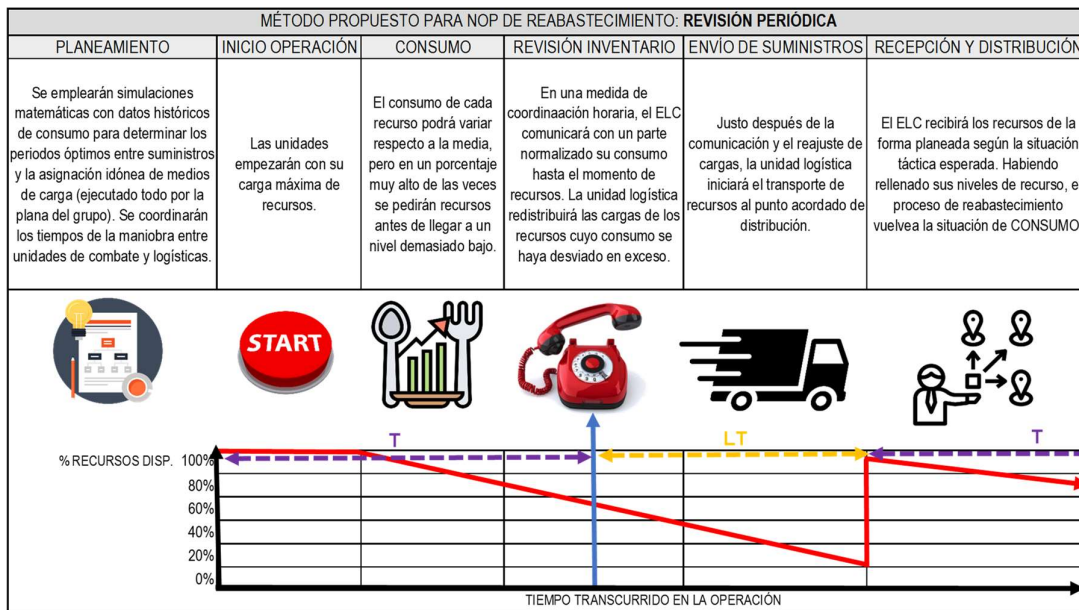 MÉTODO PROPUESTO PARA NOP DE REABASTECIMIENTO: REVISIÓN PERIÓDICA
PLANEAMIENTO
INICIO OPERACIÓN
CONSUMO
REVISIÓN INVENTARIO
ENVÍO DE SUMINISTROS
RECEPCIÓN Y DISTRIBUCIÓN
Se emplearán simulaciones
matemáticas con datos históricos
de consumo para determinar los
periodos óptimos entre suministros
y la asignación idónea de medios
de carga (ejecutado todo por la
plana del grupo). Se coordinarán
los tiempos de la maniobra entre
unidades de combate y logísticas.
Las unidades
empezarán con su
carga máxima de
recursos.
El consumo de cada
recurso podrá variar
respecto a la media,
pero en un porcentaje
muy alto de las veces
se pedirán recursos
antes de llegar a un
nivel demasiado bajo.
En una medida de
coordinaación horaria, el ELC
comunicará con un parte
normalizado su consumo
hasta el momento de
recursos. La unidad logística
redistribuirá las cargas de los
recursos cuyo consumo se
haya desviado en exceso.
Justo después de la
comunicación y el reajuste de
cargas, la unidad logística
iniciará el transporte de
recursos al punto acordado de
distribución.
El ELC recibirá los recursos de la
forma planeada según la situación
táctica esperada. Habiendo
rellenado sus niveles de recurso, e
proceso de reabastecimiento
vuelvea la situación de CONSUMO
START
T
LT
T
% RECURSOS DISP.
100%
80%
60%
40%
20%
0%
TIEMPO TRANSCURRIDO EN LA OPERACIÓN